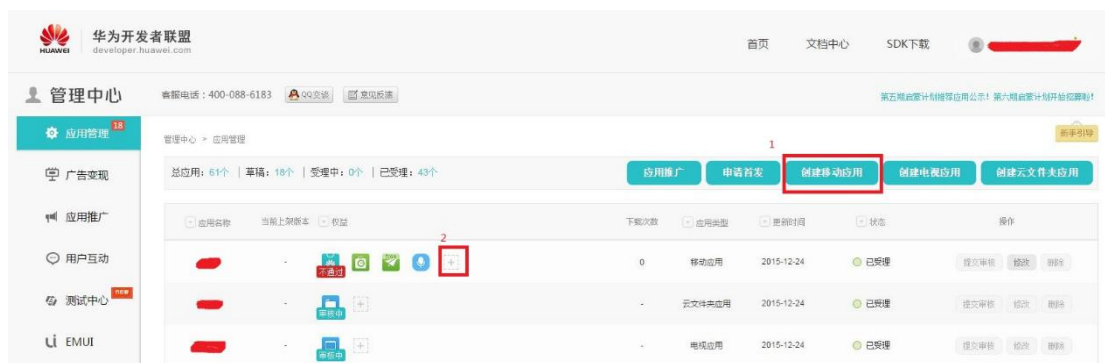 HUAWEI
华为开发者联盟
developer.huawei.com
首页 文档中心 SDK下载
管理中心
客服电话：400-088-6183 QQ交谈 意见反馈
第五期启营计划推荐应用公示！第六期启营计划开始招募啦！
应用管理 18
管理中心 > 应用管理
新手引导
1
广告变现
总应用：61个 | 草稿：18个 | 受理中：0个 | 已受理：43个
应用推广 申请首发 创建移动应用 创建电视应用 创建云文件夹应用
应用推广
应用名称 当前上架版本 权益 下载次数 应用类型 更新时间 状态 操作
2
用户互动
- 不通过 + 0 移动应用 2015-12-24 已受理 提交审核 修改 删除
测试中心 new
- 审核中 + - 云文件夹应用 2015-12-24 已受理 提交审核 修改 删除
EMUI
- 审核中 + - 电视应用 2015-12-24 已受理 提交审核 修改 删除